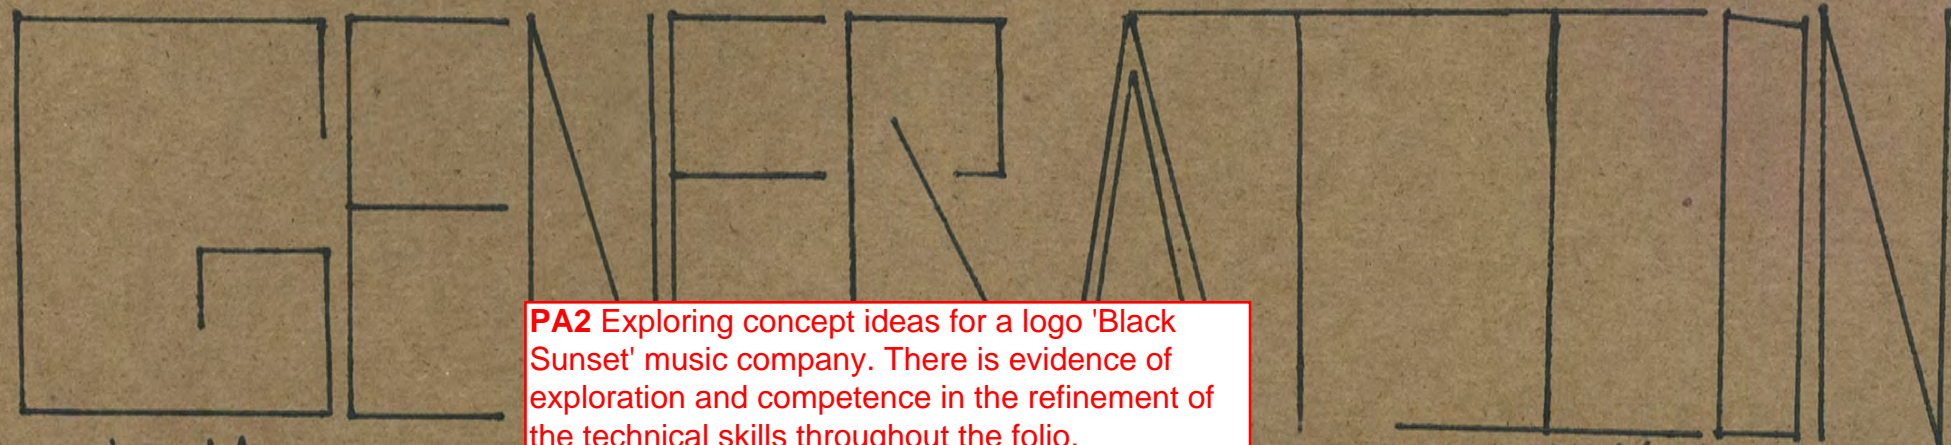 GENERATION
PA2 Exploring concept ideas for a logo 'Black
Sunset' music company. There is evidence of
exploration and competence in the refinement of
the technical skills throughout the folio.